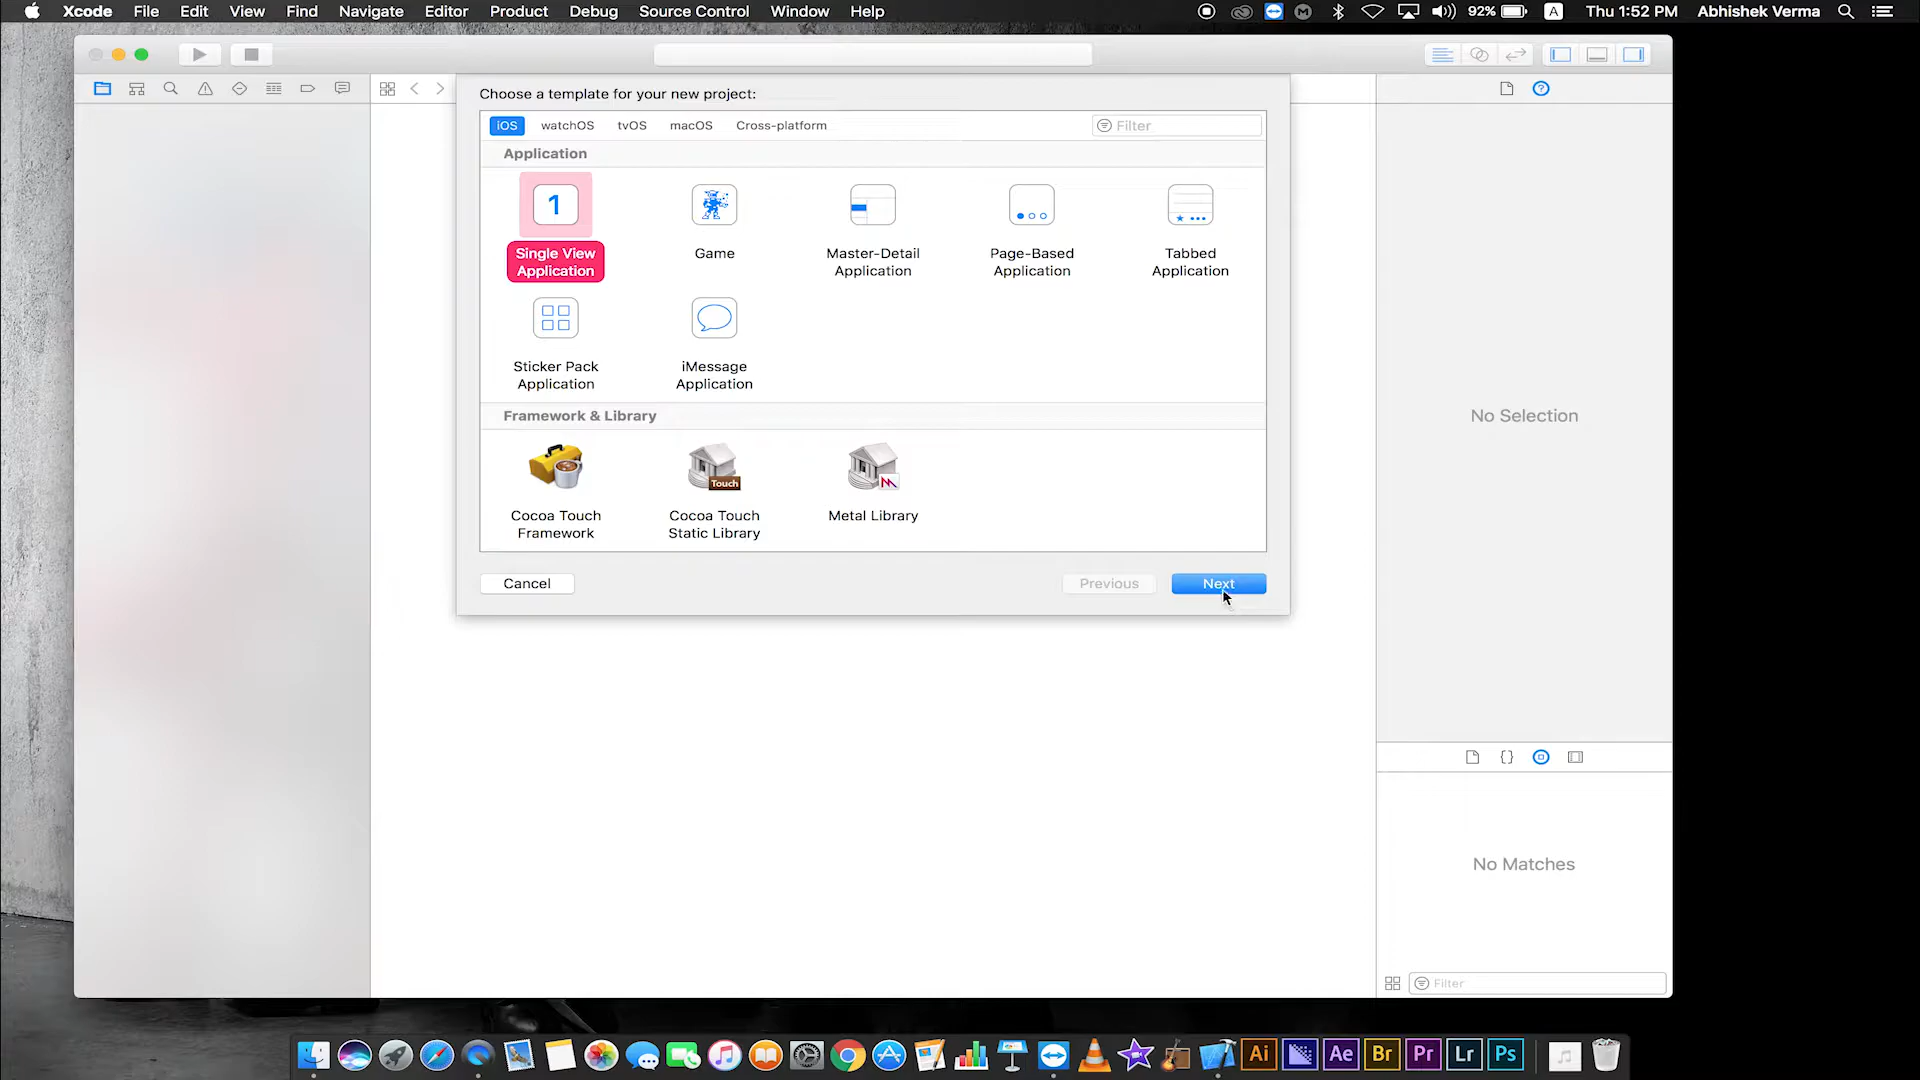 Xcode File Edit View Find Navigate Editor Product Debug Source Control Window Help 92% A Thu 1:52 PM Abhishek Verma
Choose a template for your new project:
iOS watchOS tvOS macOS Cross-platform Filter
Application
1
Single View
Application
Game
Master-Detail
Application
Page-Based
Application
Tabbed
Application
Sticker Pack
Application
iMessage
Application
Framework & Library
Touch
Cocoa Touch
Framework
Cocoa Touch
Static Library
Metal Library
Cancel Previous Next
No Selection
{}
No Matches
Filter
Ai Ae Br Pr Lr Ps